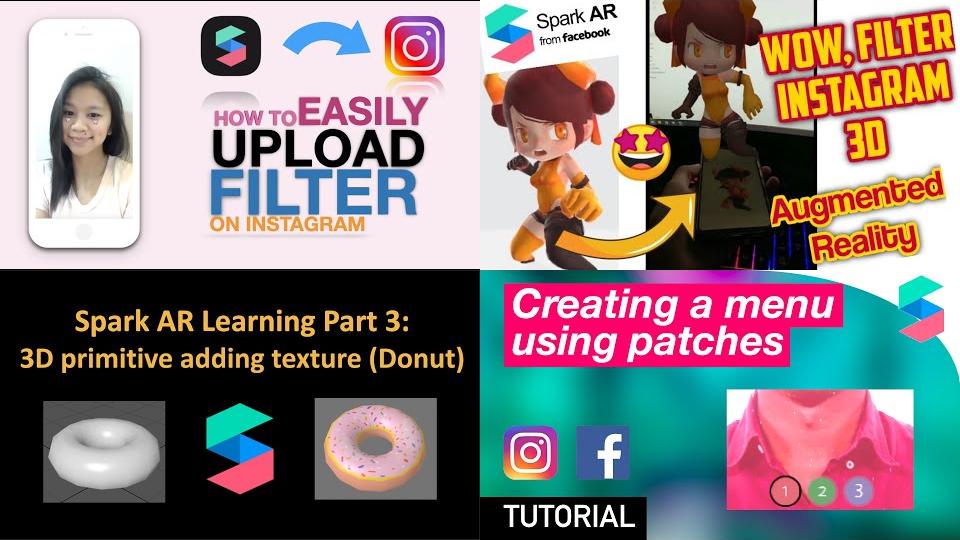 HOW TO EASILY
UPLOAD
FILTER
ON INSTAGRAM
Spark AR
from facebook
WOW, FILTER
INSTAGRAM
3D
Augmented
Reality
Spark AR Learning Part 3:
3D primitive adding texture (Donut)
Creating a menu
using patches
1 2 3
TUTORIAL